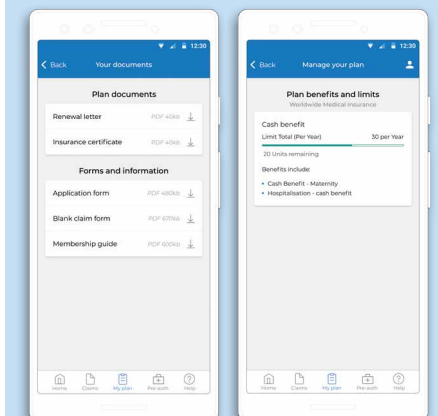 12:30
Back
Your documents
Plan documents
Renewal letter PDF 40kb
Insurance certificate PDF 40kb
Forms and information
Application form PDF 480kb
Blank claim form PDF 670kb
Membership guide PDF 600kb
Home Claims My plan Pre-auth Help
12:30
Back
Manage your plan
Plan benefits and limits
Worldwide Medical Insurance
Cash benefit
Limit Total (Per Year) 30 per Year
20 Units remaining
Benefits include:
• Cash Benefit - Maternity
• Hospitalisation - cash benefit
Home Claims My plan Pre-auth Help